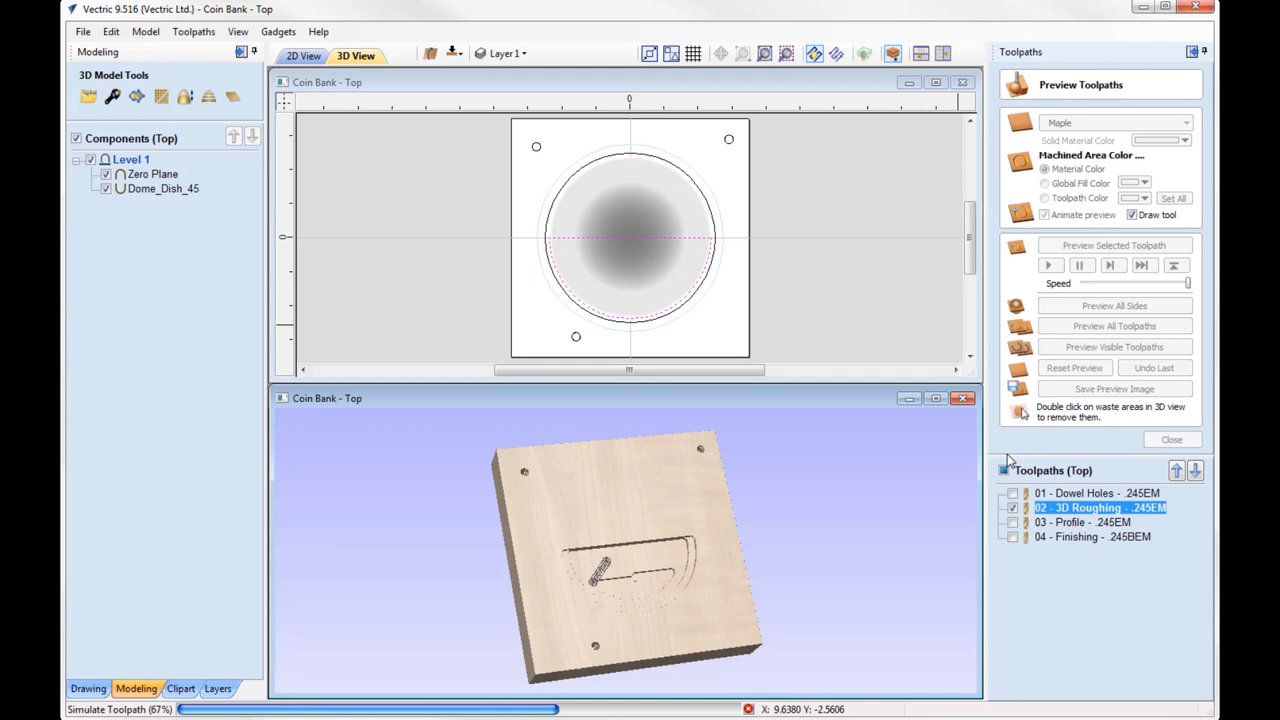 Vectric 9.516 (Vectric Ltd.) - Coin Bank - Top
File Edit Model Toolpaths View Gadgets Help
Modeling
2D View 3D View
Layer 1
Toolpaths
3D Model Tools
Components (Top)
Level 1
Zero Plane
Dome_Dish_45
Coin Bank - Top
0
0
Coin Bank - Top
Preview Toolpaths
Maple
Solid Material Color
Machined Area Color ....
Material Color
Global Fill Color
Toolpath Color Set All
Animate preview Draw tool
Preview Selected Toolpath
Speed
Preview All Sides
Preview All Toolpaths
Preview Visible Toolpaths
Reset Preview Undo Last
Save Preview Image
Double click on waste areas in 3D view
to remove them.
Close
Toolpaths (Top)
01 - Dowel Holes - .245EM
02 - 3D Roughing - .245EM
03 - Profile - .245EM
04 - Finishing - .245BEM
Drawing Modeling Clipart Layers
Simulate Toolpath (67%)
X: 9.6380 Y: -2.5606